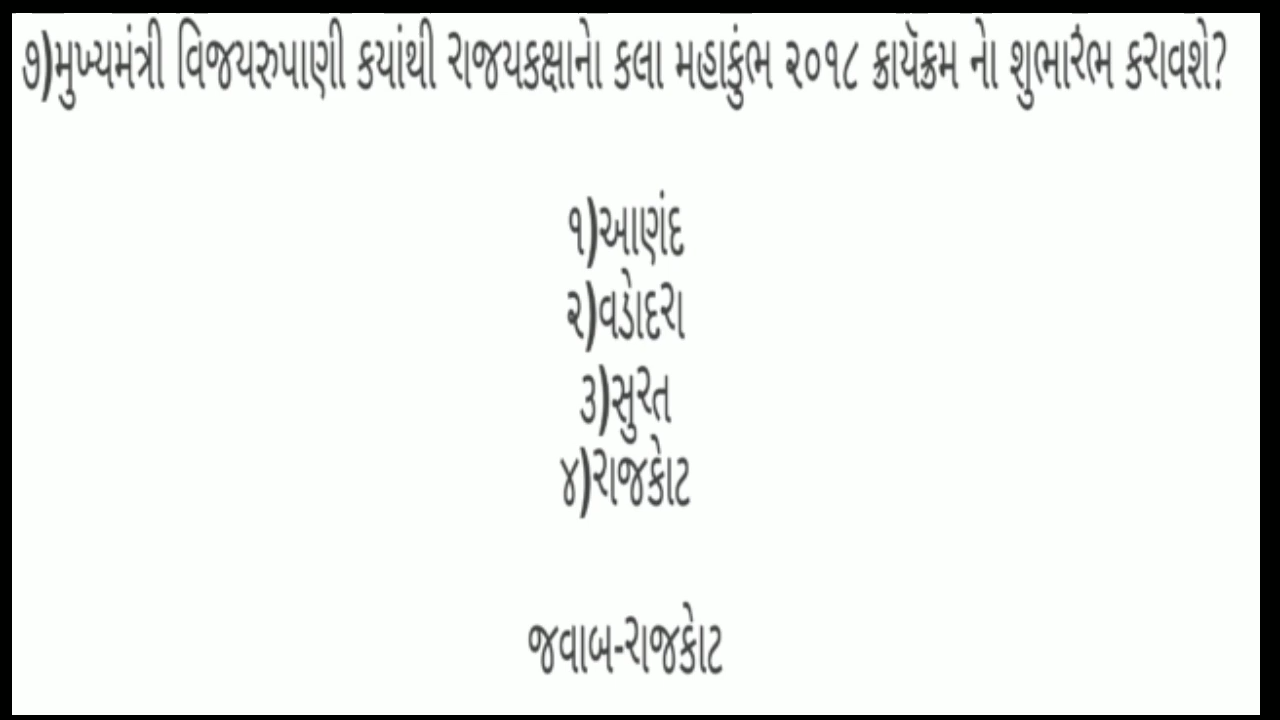 ૭)મુખ્યમંત્રી વિજયરુપાણી કયાંથી રાજયકક્ષાનો કલા મહાકુંભ ૨૦૧૮ ક્રાર્યક્રમ નો શુભારંભ કરાવશે?
૧)આણંદ
૨)વડોદરા
૩)સુરત
૪)રાજકોટ
જવાબ-રાજકોટ